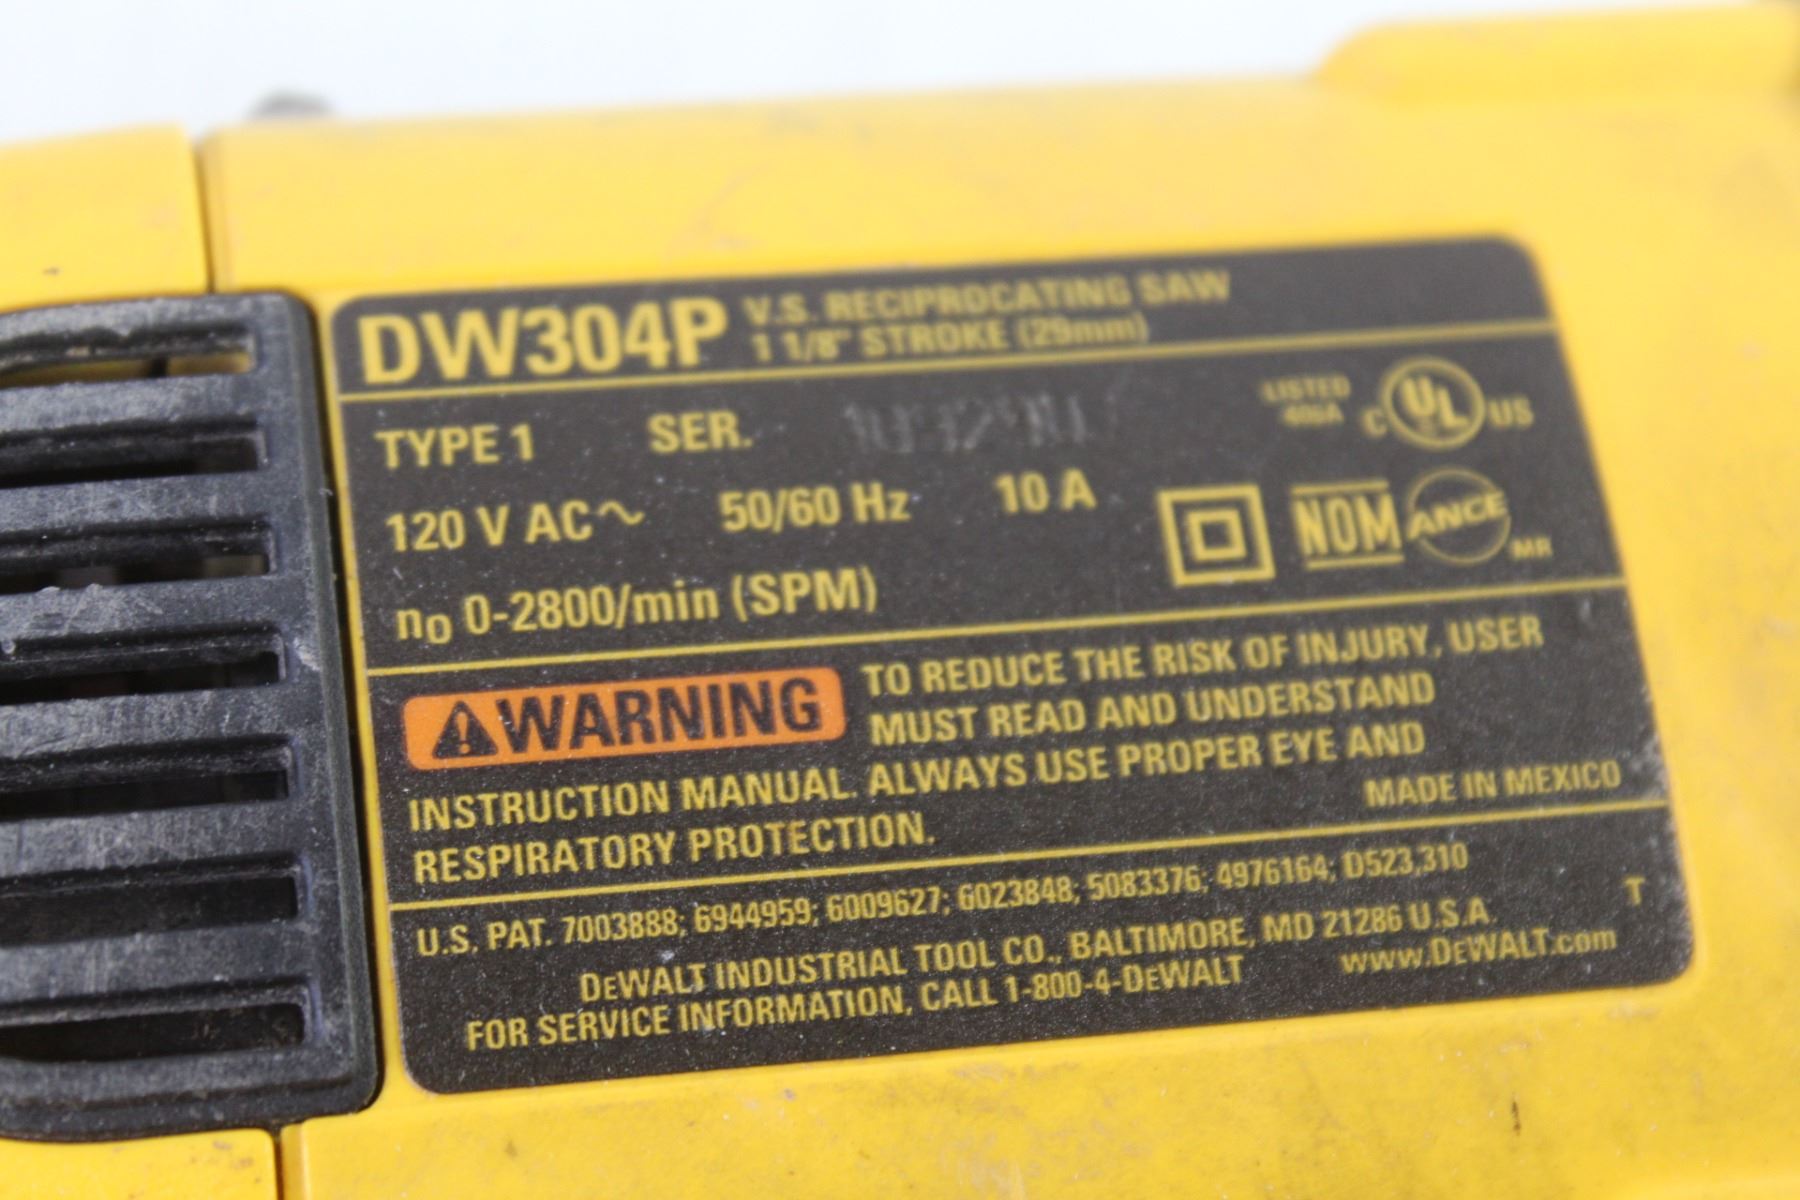 DW304P V.S. RECIPROCATING SAW
1 1/8" STROKE (29mm)
TYPE 1 SER.
LISTED
C UL US
120 V AC~ 50/60 Hz 10 A
NOM ANCE MR
n0 0-2800/min (SPM)
WARNING TO REDUCE THE RISK OF INJURY, USER
MUST READ AND UNDERSTAND
INSTRUCTION MANUAL. ALWAYS USE PROPER EYE AND
RESPIRATORY PROTECTION.
MADE IN MEXICO
U.S. PAT. 7003888; 6944959; 6009627; 6023848; 5083376; 4976164; D523,310
DEWALT INDUSTRIAL TOOL CO., BALTIMORE, MD 21286 U.S.A.
T
FOR SERVICE INFORMATION, CALL 1-800-4-DEWALT www.DEWALT.com